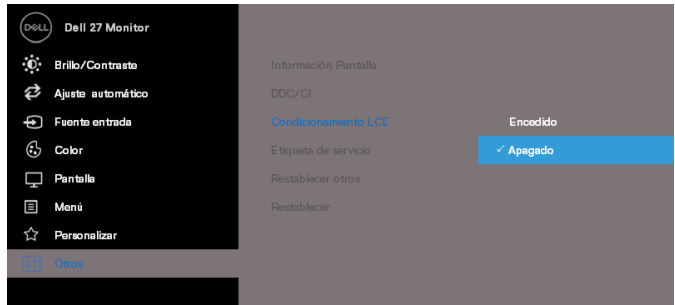 DELL Dell 27 Monitor
Brillo/Contraste
Ajuste automático
Fuente entrada
Color
Pantalla
Menú
Personalizar
Otros
Información Pantalla
DDC/CI
Condicionamiento LCD
Etiqueta de servicio
Restablecer otros
Restablecer
Encedido
✓ Apagado